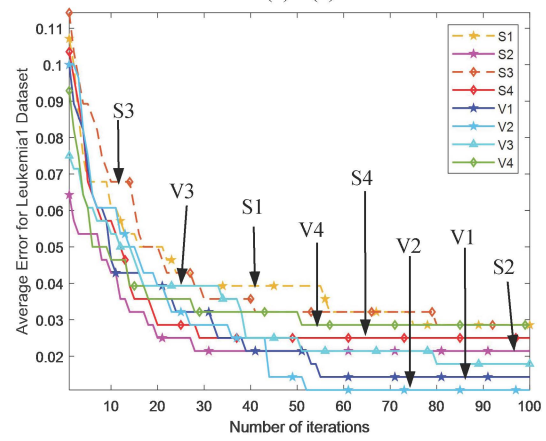 0.11
0.1
0.09
0.08
0.07
0.06
0.05
0.04
0.03
0.02
Average Error for Leukemia1 Dataset
10 20 30 40 50 60 70 80 90 100
Number of iterations
S1
S2
S3
S4
V1
V2
V3
V4
S3
V3
S1
V4
S4
V2
V1
S2